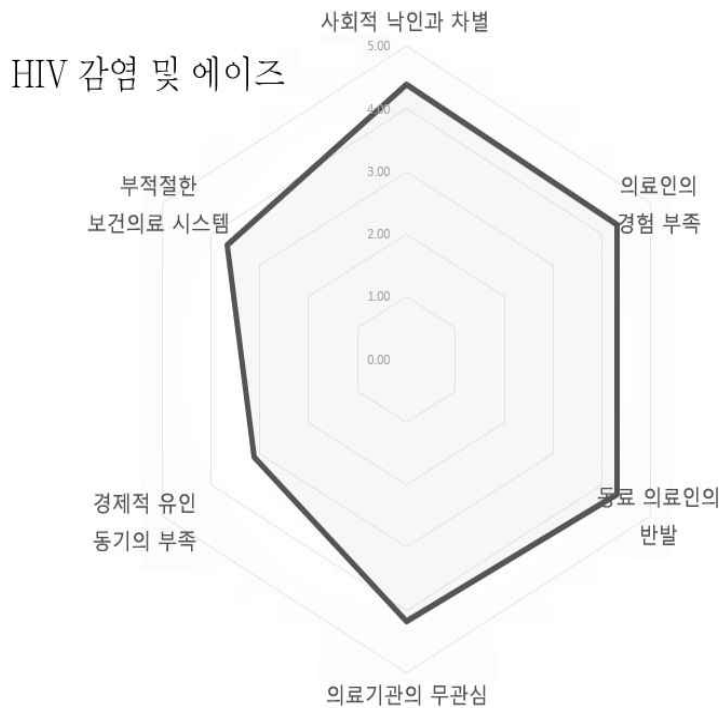 사회적 낙인과 차별
HIV 감염 및 에이즈
5.00
4.00
3.00
2.00
1.00
0.00
부적절한
보건의료 시스템
의료인의
경험 부족
경제적 유인
동기의 부족
동료 의료인의
반발
의료기관의 무관심